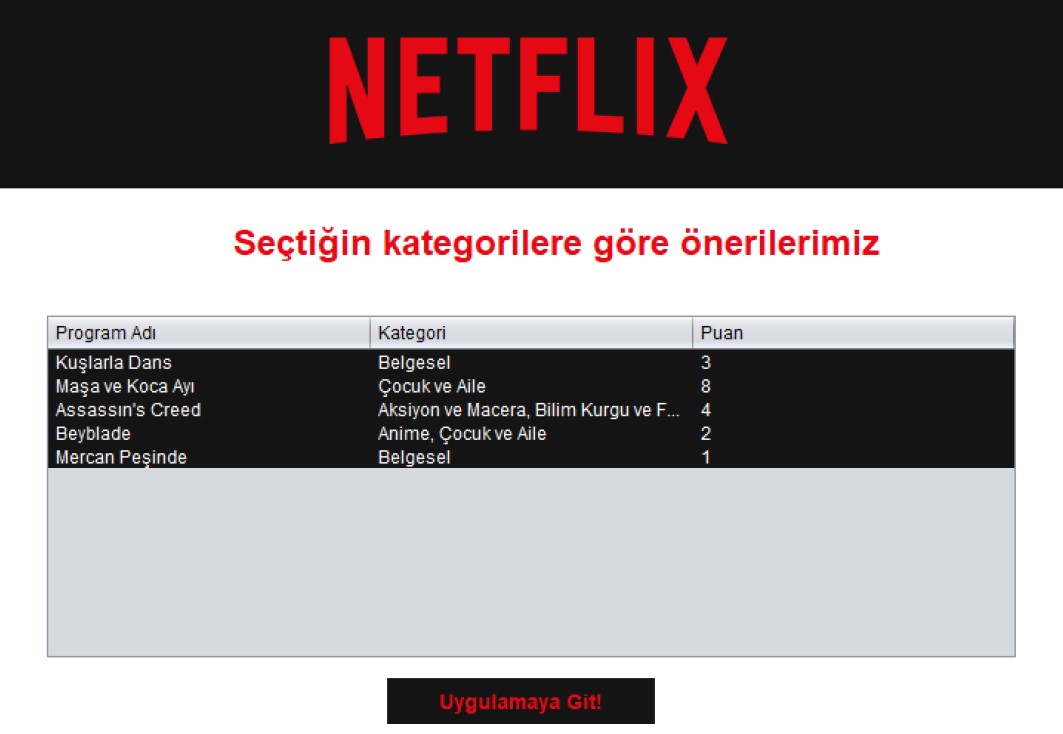 NETFLIX
Seçtiğin kategorilere göre önerilerimiz
Program Adı Kategori Puan
Kuşlarla Dans Belgesel 3
Maşa ve Koca Ayı Çocuk ve Aile 8
Assassın's Creed Aksiyon ve Macera, Bilim Kurgu ve F... 4
Beyblade Anime, Çocuk ve Aile 2
Mercan Peşinde Belgesel 1
Uygulamaya Git!